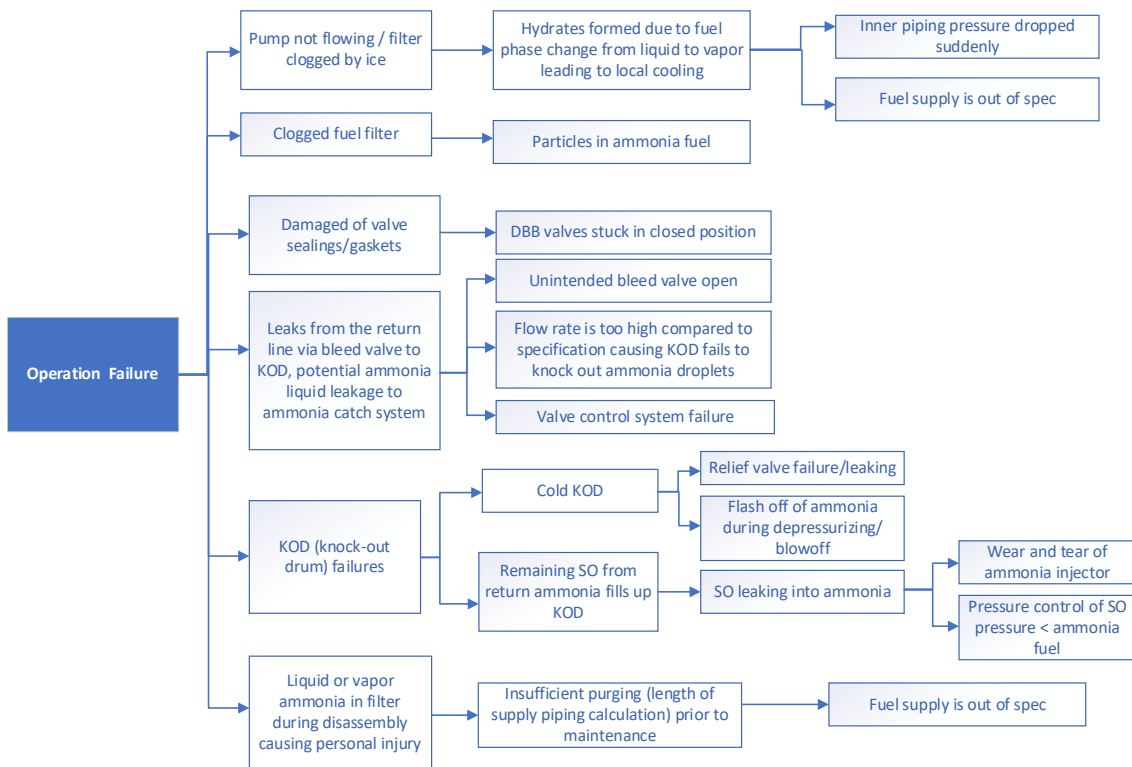 Operation Failure
Pump not flowing / filter
clogged by ice
Hydrates formed due to fuel
phase change from liquid to vapor
leading to local cooling
Inner piping pressure dropped
suddenly
Fuel supply is out of spec
Clogged fuel filter
Particles in ammonia fuel
Damaged of valve
sealings/gaskets
DBB valves stuck in closed position
Leaks from the return
line via bleed valve to
KOD, potential ammonia
liquid leakage to
ammonia catch system
Unintended bleed valve open
Flow rate is too high compared to
specification causing KOD fails to
knock out ammonia droplets
Valve control system failure
KOD (knock-out
drum) failures
Cold KOD
Relief valve failure/leaking
Flash off of ammonia
during depressurizing/
blowoff
Remaining SO from
return ammonia fills up
KOD
SO leaking into ammonia
Wear and tear of
ammonia injector
Pressure control of SO
pressure < ammonia
fuel
Liquid or vapor
ammonia in filter
during disassembly
causing personal injury
Insufficient purging (length of
supply piping calculation) prior to
maintenance
Fuel supply is out of spec